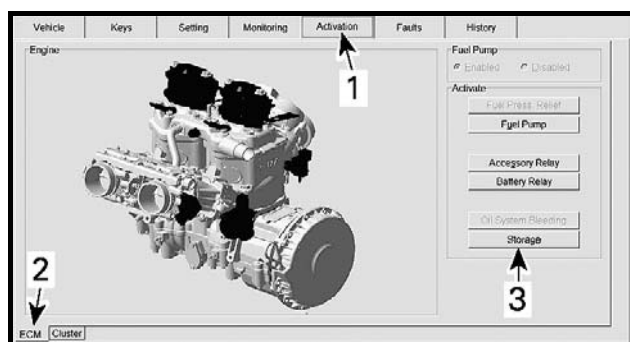 Vehicle Keys Setting Monitoring Activation Faults History
Engine
1
Fuel Pump
Enabled Disabled
Activate
Fuel Press. Relief
Fuel Pump
Accessory Relay
Battery Relay
Oil System Bleeding
Storage
2
3
ECM Cluster